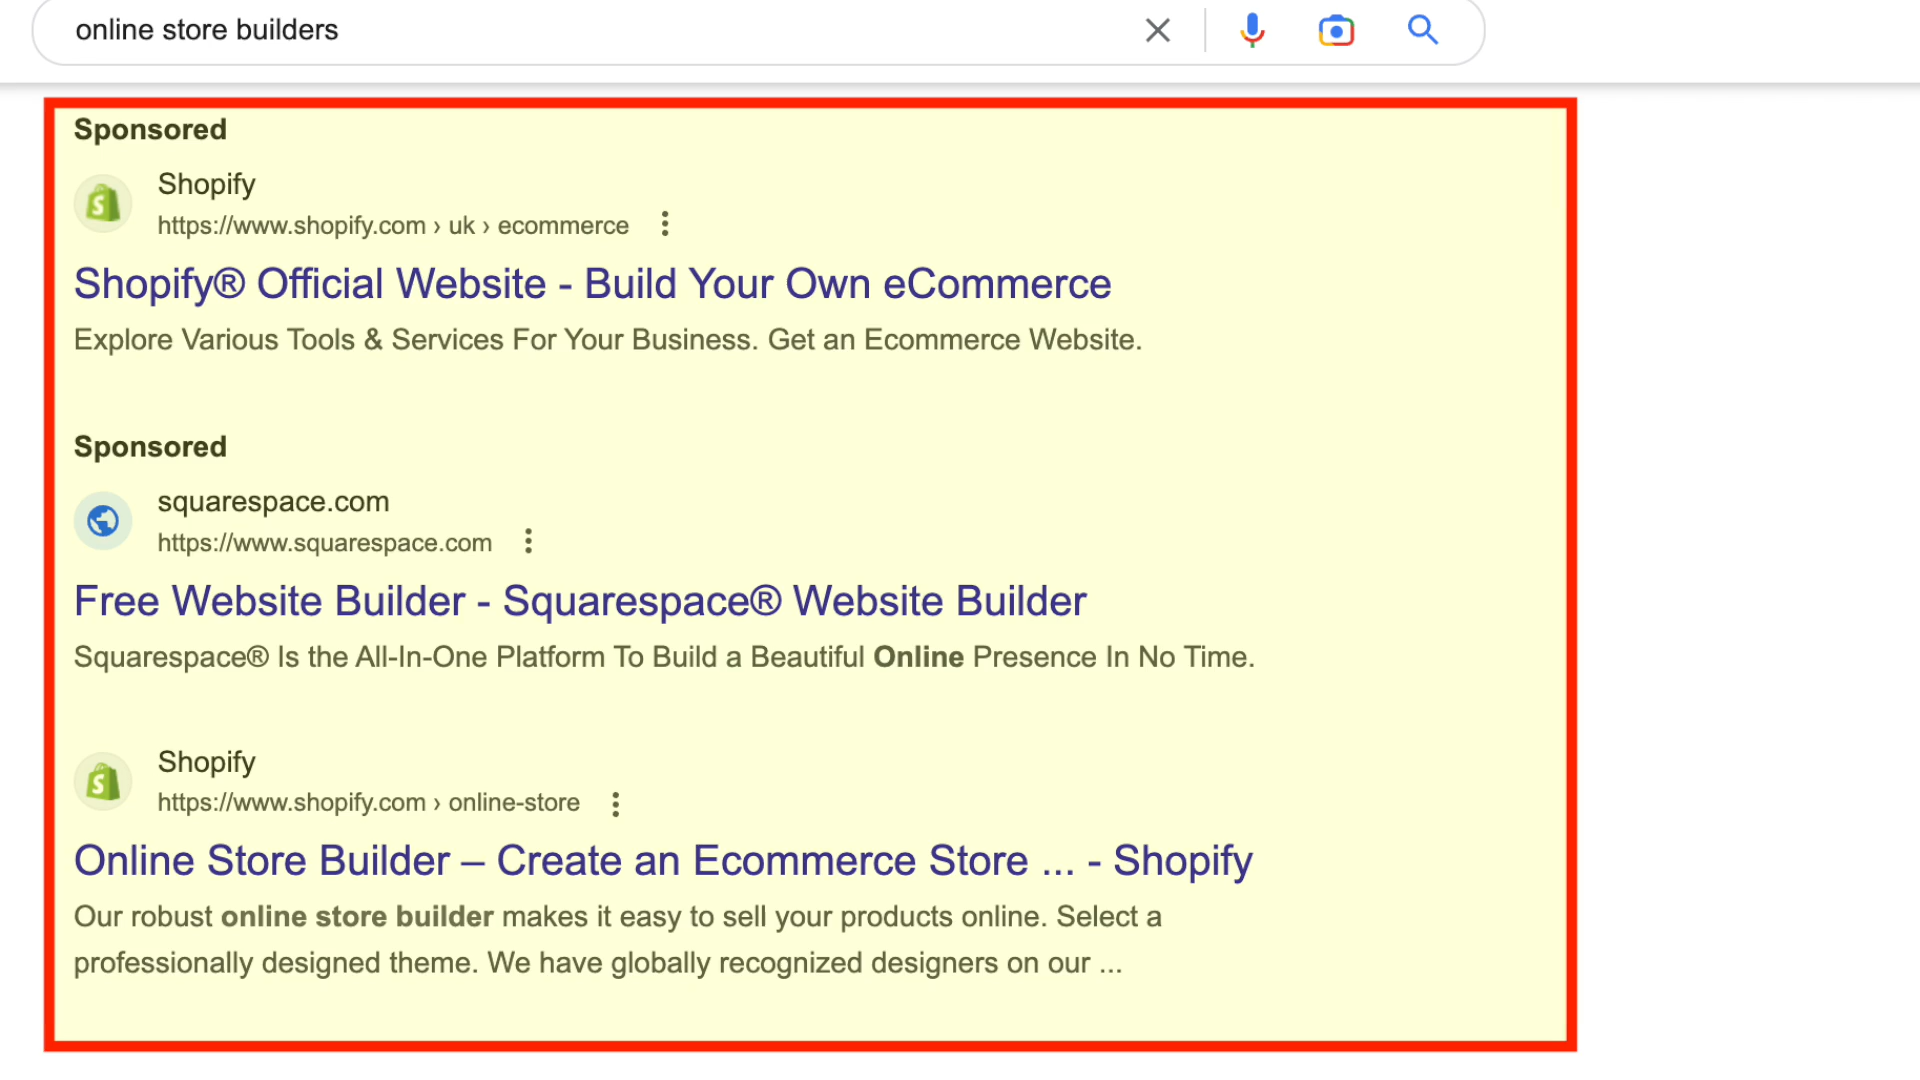 online store builders
Sponsored
Shopify
https://www.shopify.com › uk › ecommerce
Shopify® Official Website - Build Your Own eCommerce
Explore Various Tools & Services For Your Business. Get an Ecommerce Website.
Sponsored
squarespace.com
https://www.squarespace.com
Free Website Builder - Squarespace® Website Builder
Squarespace® Is the All-In-One Platform To Build a Beautiful Online Presence In No Time.
Shopify
https://www.shopify.com › online-store
Online Store Builder – Create an Ecommerce Store ... - Shopify
Our robust online store builder makes it easy to sell your products online. Select a
professionally designed theme. We have globally recognized designers on our ...